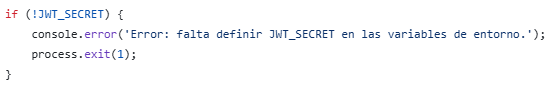 if (!JWT_SECRET) {
    console.error('Error: falta definir JWT_SECRET en las variables de entorno.');
    process.exit(1);
}